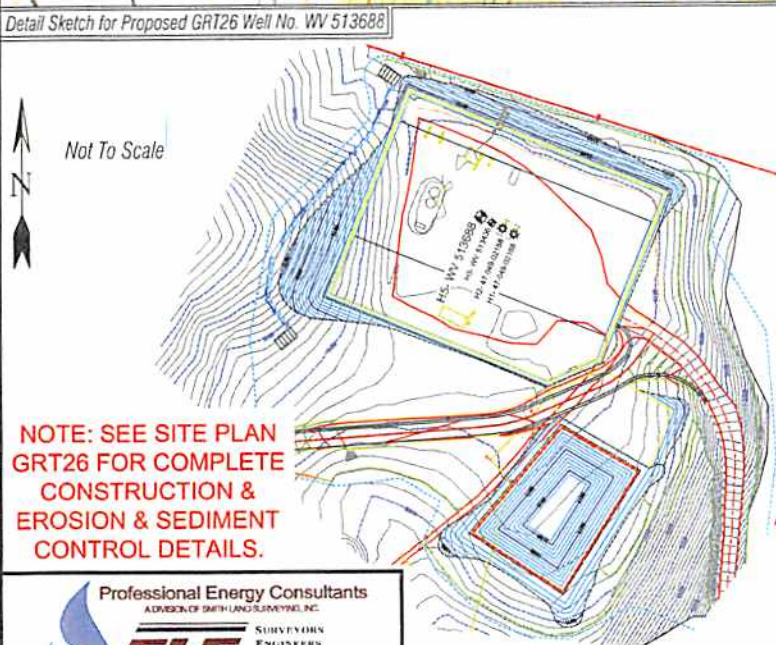 Detail Sketch for Proposed GRT26 Well No. WV 513688
Not To Scale
N
H5- WV 513688
NOTE: SEE SITE PLAN
GRT26 FOR COMPLETE
CONSTRUCTION &
EROSION & SEDIMENT
CONTROL DETAILS.
Professional Energy Consultants
A DIVISION OF SMITH LAND SURVEYING, INC.
SURVEYORS
ENGINEERS